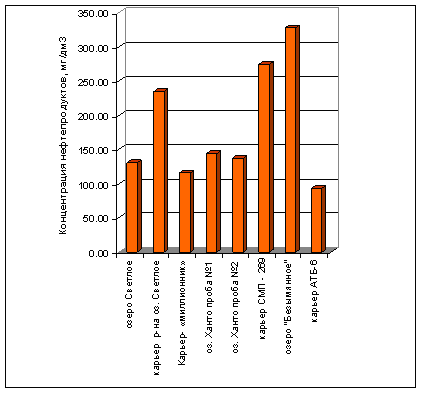 Концентрация нефтепродуктов, мг/дм3
350.00
300.00
250.00
200.00
150.00
100.00
50.00
0.00
озеро Светлое
карьер р-на оз. Светлое
Карьер- «миллионник»
оз. Ханто проба №1
оз. Ханто проба №2
карьер СМП - 269
озеро "Безымянное"
карьер АТБ-6